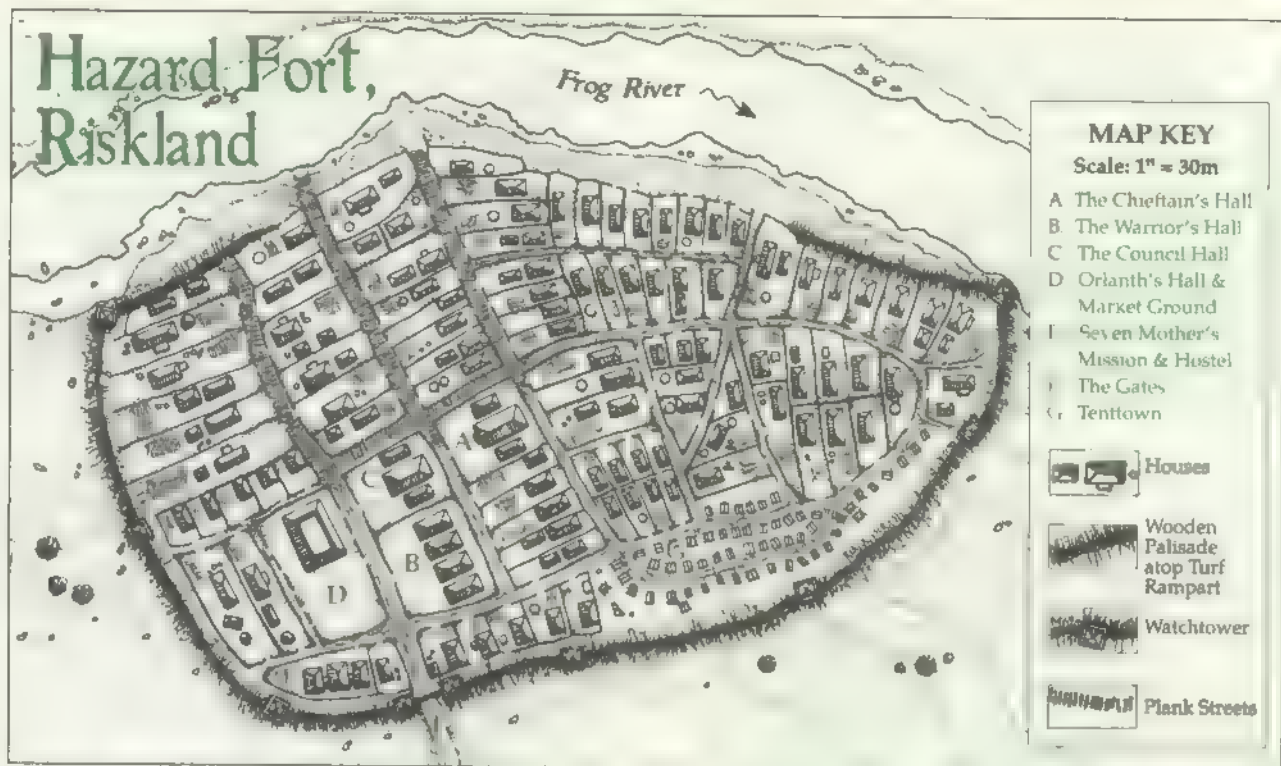 Hazard Fort,
Riskland
Frog River
MAP KEY
Scale: 1" = 30m
A The Chieftain's Hall
B. The Warrior's Hall
C The Council Hall
D Orlanth's Hall &
Market Ground
Seven Mother's
Mission & Hostel
The Gates
Tenttown
Houses
Wooden
Palisade
atop Turf
Rampart
Watchtower
Plank Streets
A
C
B
D